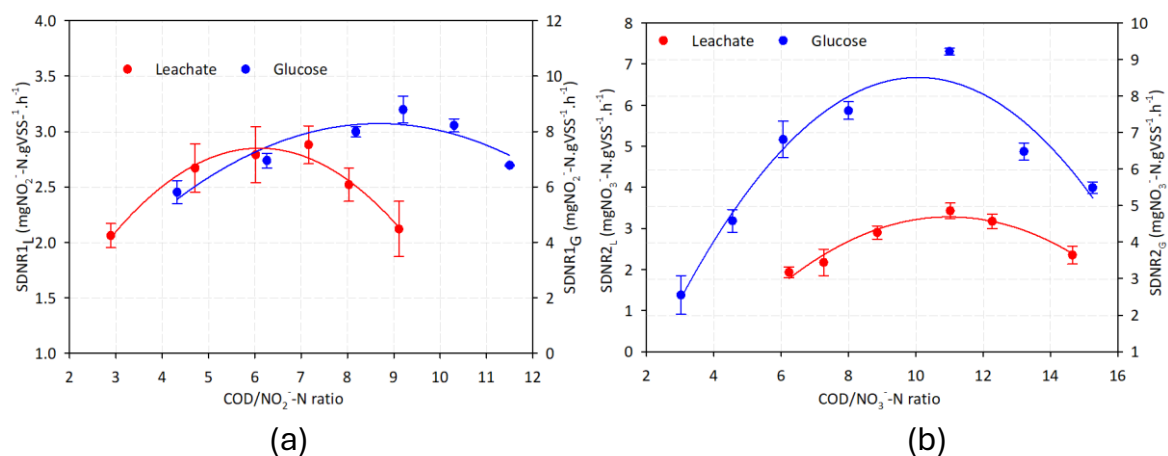 4.0
3.5
3.0
2.5
2.0
1.5
1.0
12
10
8
6
4
2
0
Leachate Glucose
SDNR1_L (mgNO₂⁻-N.gVSS⁻¹.h⁻¹)
SDNR1_G (mgNO₂⁻-N.gVSS⁻¹.h⁻¹)
2 3 4 5 6 7 8 9 10 11 12
COD/NO₂⁻-N ratio
(a)
8
7
6
5
4
3
2
1
0
10
9
8
7
6
5
4
3
2
1
Leachate Glucose
SDNR2_L (mgNO₃⁻-N.gVSS⁻¹.h⁻¹)
SDNR2_G (mgNO₃⁻-N.gVSS⁻¹.h⁻¹)
2 4 6 8 10 12 14 16
COD/NO₃⁻-N ratio
(b)